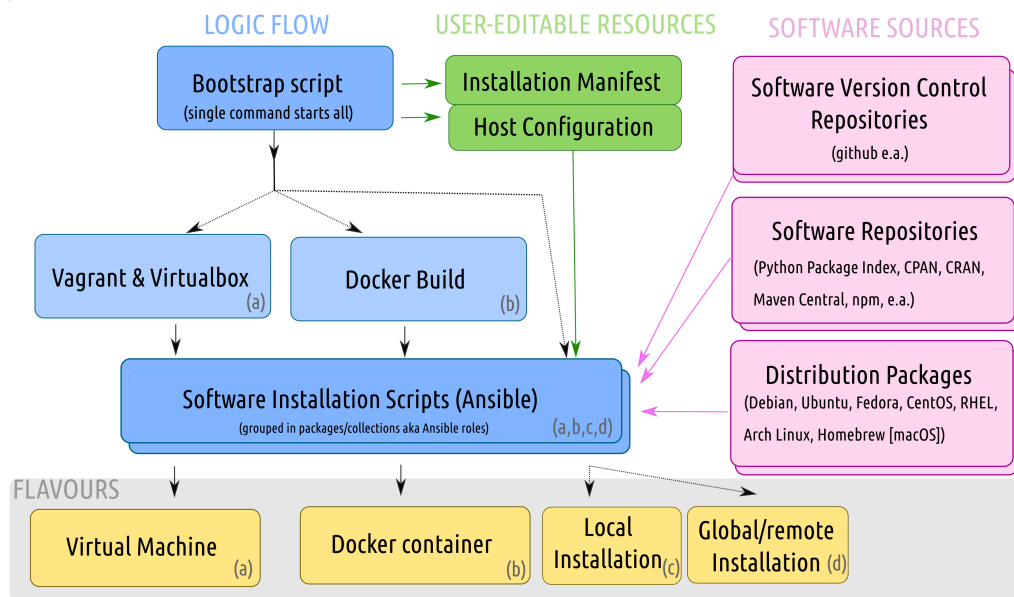 LOGIC FLOW
USER-EDITABLE RESOURCES
SOFTWARE SOURCES
Bootstrap script
(single command starts all)
Installation Manifest
Host Configuration
Software Version Control
Repositories
(github e.a.)
Software Repositories
(Python Package Index, CPAN, CRAN,
Maven Central, npm, e.a.)
Vagrant & Virtualbox
(a)
Docker Build
(b)
Distribution Packages
(Debian, Ubuntu, Fedora, CentOS, RHEL,
Arch Linux, Homebrew [macOS])
Software Installation Scripts (Ansible)
(grouped in packages/collections aka Ansible roles)
(a,b,c,d)
FLAVOURS
Virtual Machine
(a)
Docker container
(b)
Local
Installation
(c)
Global/remote
Installation
(d)